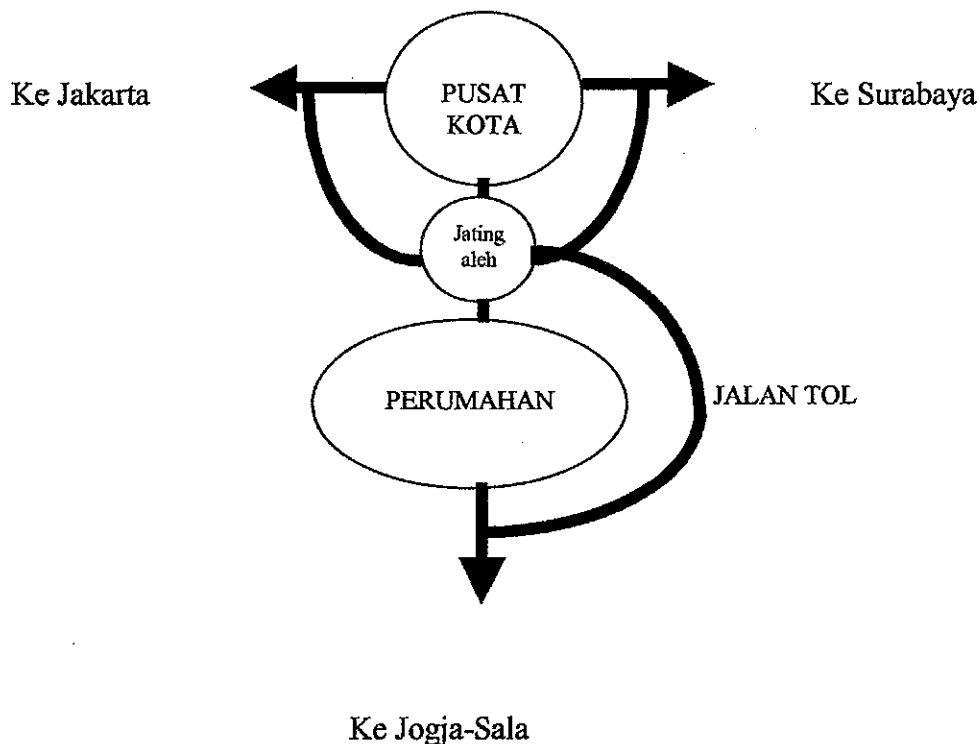 Ke Jakarta
PUSAT
KOTA
Ke Surabaya
Jating
aleh
PERUMAHAN
JALAN TOL
Ke Jogja-Sala